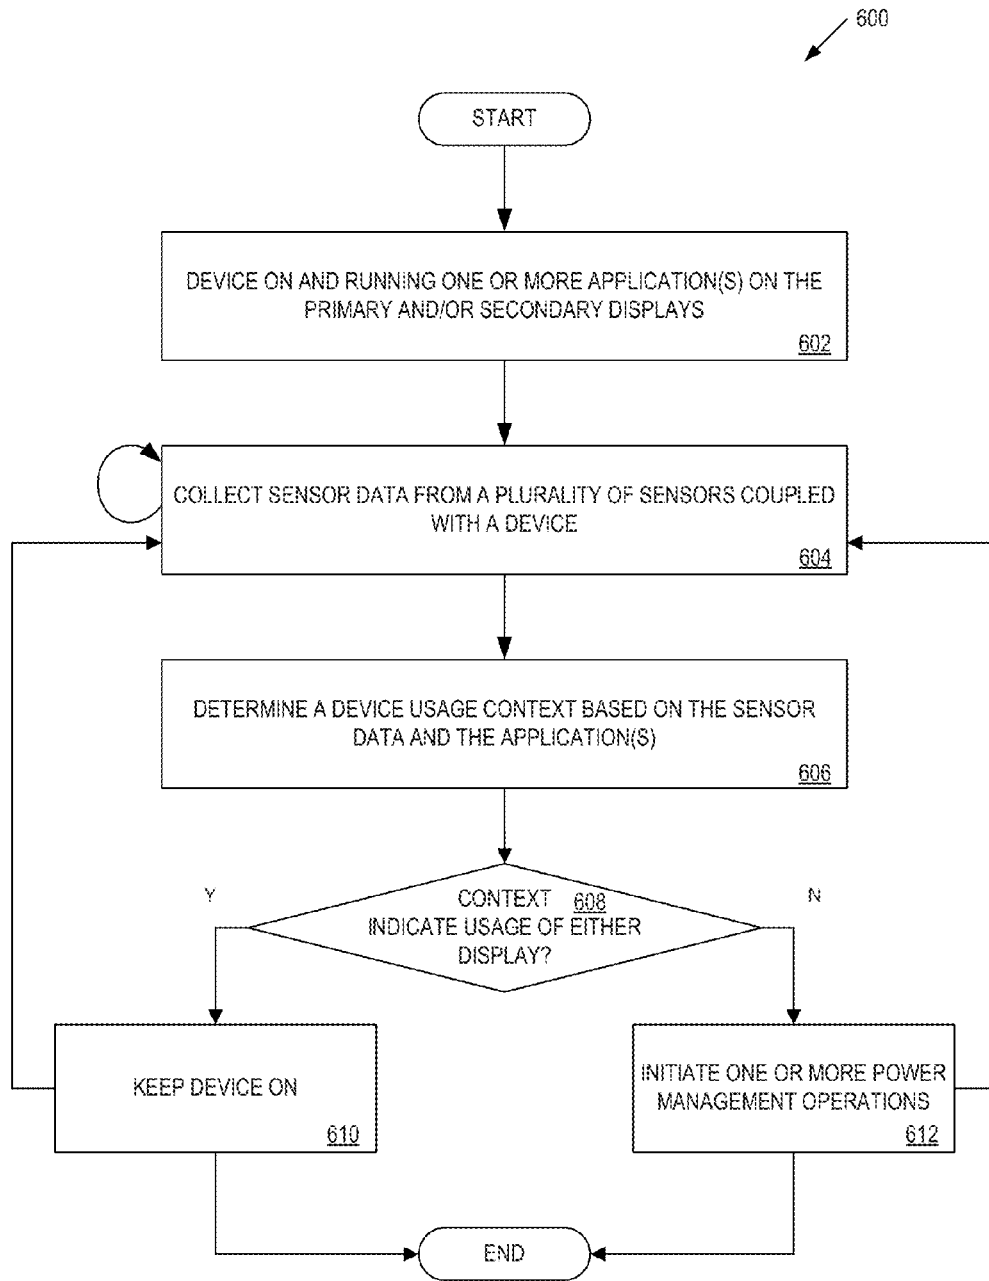 600
START
DEVICE ON AND RUNNING ONE OR MORE APPLICATION(S) ON THE
PRIMARY AND/OR SECONDARY DISPLAYS
602
COLLECT SENSOR DATA FROM A PLURALITY OF SENSORS COUPLED
WITH A DEVICE
604
DETERMINE A DEVICE USAGE CONTEXT BASED ON THE SENSOR
DATA AND THE APPLICATION(S)
606
Y
N
CONTEXT 608
INDICATE USAGE OF EITHER
DISPLAY?
KEEP DEVICE ON
610
INITIATE ONE OR MORE POWER
MANAGEMENT OPERATIONS
612
END